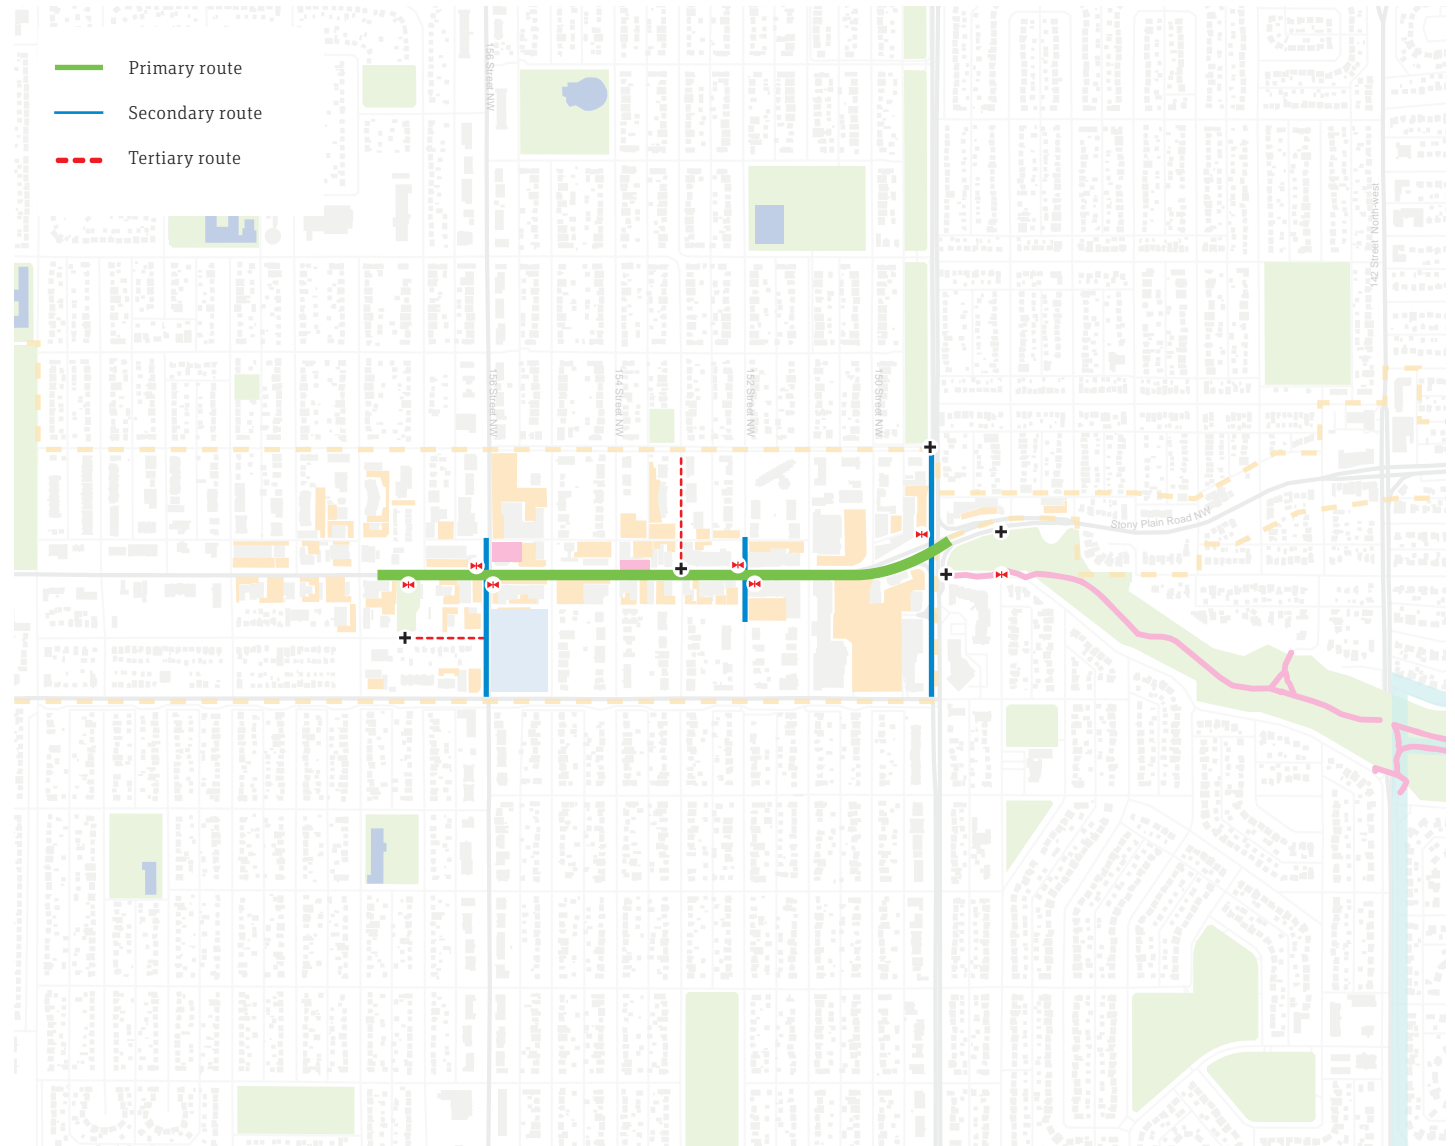 Primary route
Secondary route
Tertiary route
156 Street NW
142 Street North-west
156 Street NW
154 Street NW
152 Street NW
150 Street NW
Stony Plain Road NW